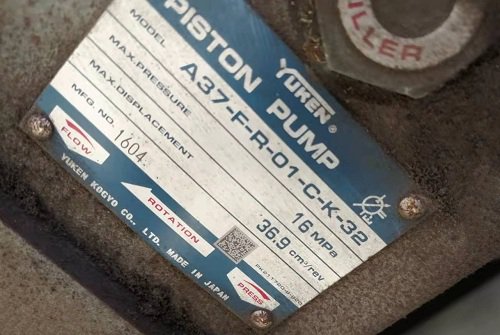 PISTON PUMP
YUKEN®
MODEL A37-F-R-01-C-K-32
MAX.PRESSURE 16 MPa
MAX.DISPLACEMENT 36.9 cm³/rev
MFG. NO. 1604
FLOW ROTATION PRESS
YUKEN KOGYO CO., LTD. MADE IN JAPAN